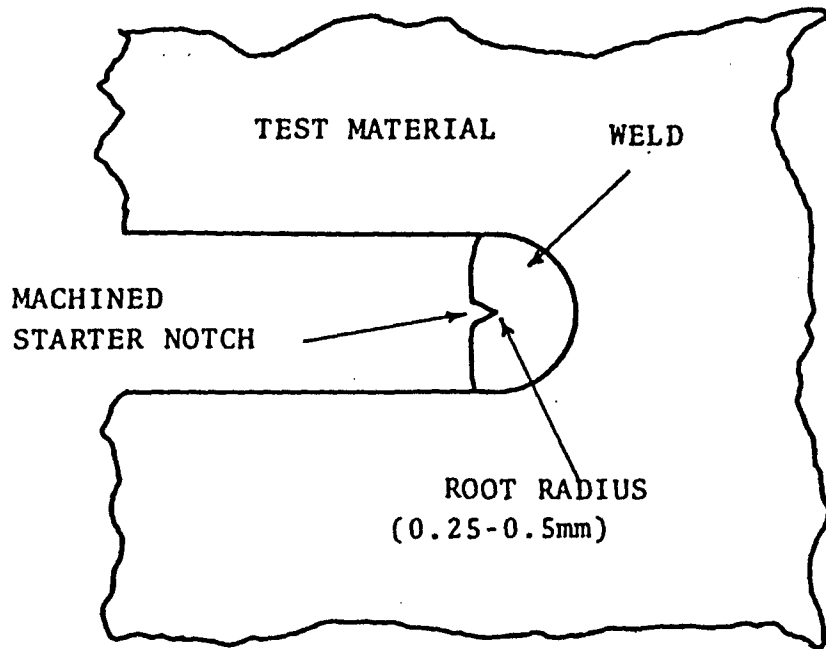 TEST MATERIAL
WELD
MACHINED
STARTER NOTCH
ROOT RADIUS
(0.25-0.5mm)